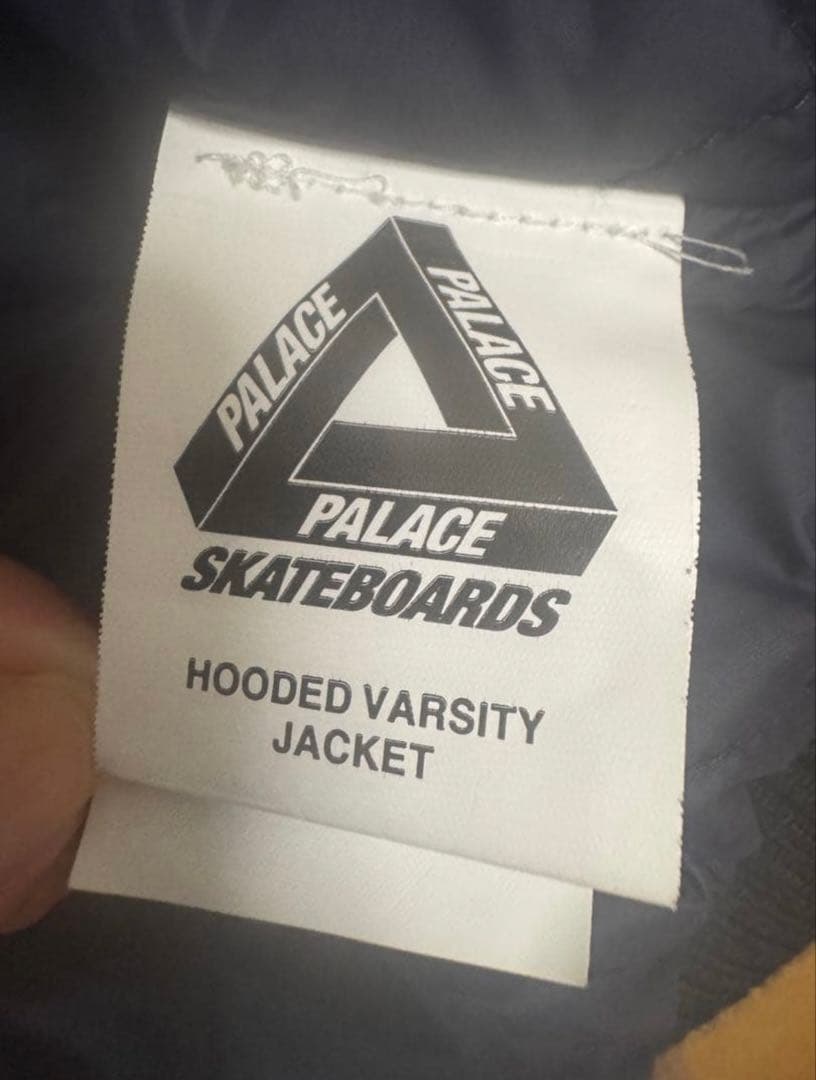 PALACE
PALACE
PALACE
SKATEBOARDS
HOODED VARSITY
JACKET